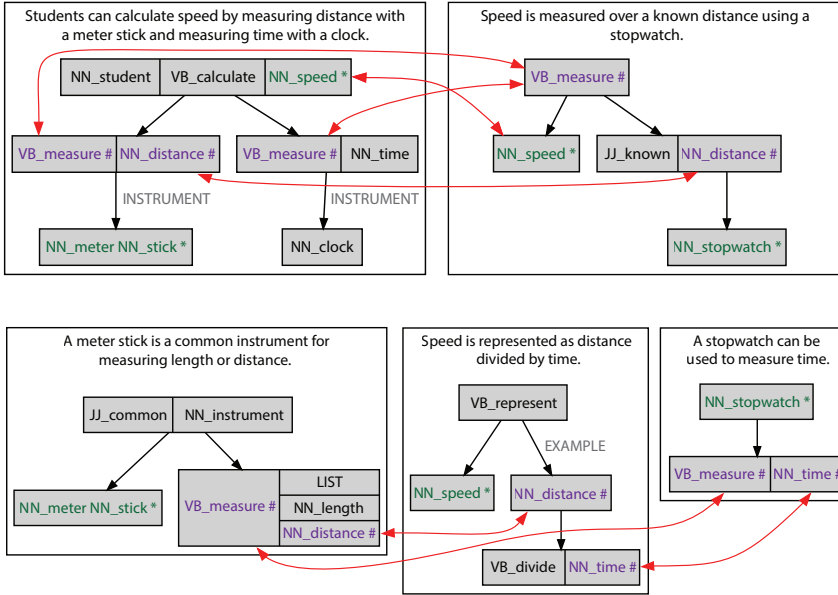 Students can calculate speed by measuring distance with
a meter stick and measuring time with a clock.
NN_student VB_calculate NN_speed *
VB_measure # NN_distance # VB_measure # NN_time
INSTRUMENT INSTRUMENT
NN_meter NN_stick * NN_clock
Speed is measured over a known distance using a
stopwatch.
VB_measure #
NN_speed * JJ_known NN_distance #
NN_stopwatch *
A meter stick is a common instrument for
measuring length or distance.
JJ_common NN_instrument
NN_meter NN_stick * VB_measure # LIST
NN_length
NN_distance #
Speed is represented as distance
divided by time.
VB_represent
EXAMPLE
NN_speed * NN_distance #
VB_divide NN_time #
A stopwatch can be
used to measure time.
NN_stopwatch *
VB_measure # NN_time #